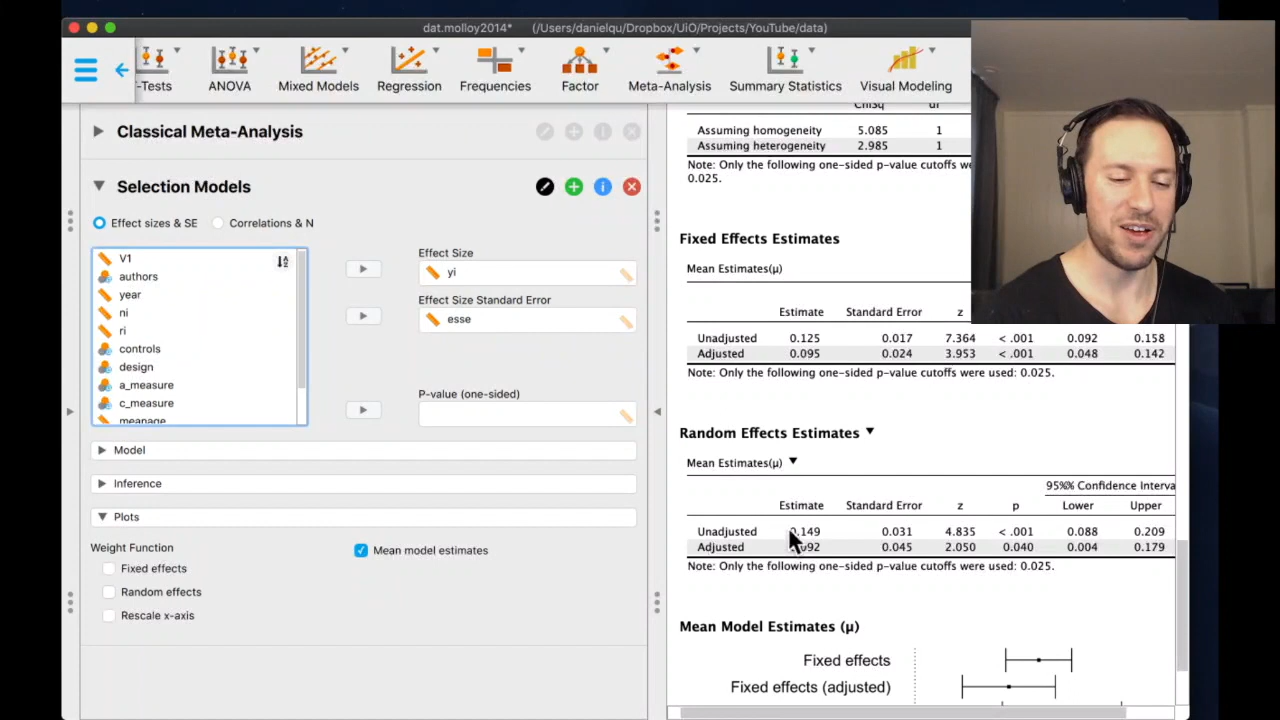 dat.molloy2014* (/Users/danielqu/Dropbox/UiO/Projects/YouTube/data)
-Tests ANOVA Mixed Models Regression Frequencies Factor Meta-Analysis Summary Statistics Visual Modeling
Classical Meta-Analysis
Selection Models
Effect sizes & SE Correlations & N
V1
authors
year
ni
ri
controls
design
a_measure
c_measure
meanage
Effect Size
yi
Effect Size Standard Error
esse
P-value (one-sided)
Model
Inference
Plots
Weight Function
Fixed effects
Random effects
Rescale x-axis
Mean model estimates
ChiSq df
Assuming homogeneity 5.085 1
Assuming heterogeneity 2.985 1
Note: Only the following one-sided p-value cutoffs we
0.025.
Fixed Effects Estimates
Mean Estimates(μ)
Estimate Standard Error z
Unadjusted 0.125 0.017 7.364 < .001 0.092 0.158
Adjusted 0.095 0.024 3.953 < .001 0.048 0.142
Note: Only the following one-sided p-value cutoffs were used: 0.025.
Random Effects Estimates
Mean Estimates(μ)
95%% Confidence Interva
Estimate Standard Error z p Lower Upper
Unadjusted 0.149 0.031 4.835 < .001 0.088 0.209
Adjusted 092 0.045 2.050 0.040 0.004 0.179
Note: Only the following one-sided p-value cutoffs were used: 0.025.
Mean Model Estimates (μ)
Fixed effects
Fixed effects (adjusted)